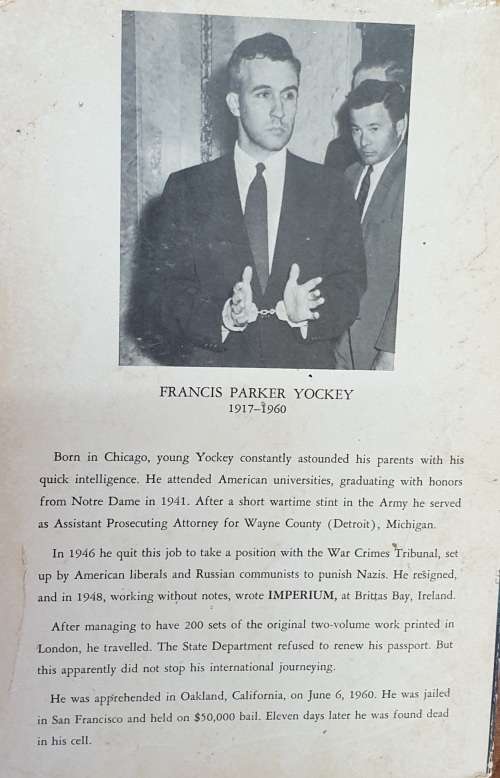 FRANCIS PARKER YOCKEY
1917–1960
Born in Chicago, young Yockey constantly astounded his parents with his
quick intelligence. He attended American universities, graduating with honors
from Notre Dame in 1941. After a short wartime stint in the Army he served
as Assistant Prosecuting Attorney for Wayne County (Detroit), Michigan.
In 1946 he quit this job to take a position with the War Crimes Tribunal, set
up by American liberals and Russian communists to punish Nazis. He resigned,
and in 1948, working without notes, wrote IMPERIUM, at Brittas Bay, Ireland.
After managing to have 200 sets of the original two-volume work printed in
London, he travelled. The State Department refused to renew his passport. But
this apparently did not stop his international journeying.
He was apprehended in Oakland, California, on June 6, 1960. He was jailed
in San Francisco and held on $50,000 bail. Eleven days later he was found dead
in his cell.